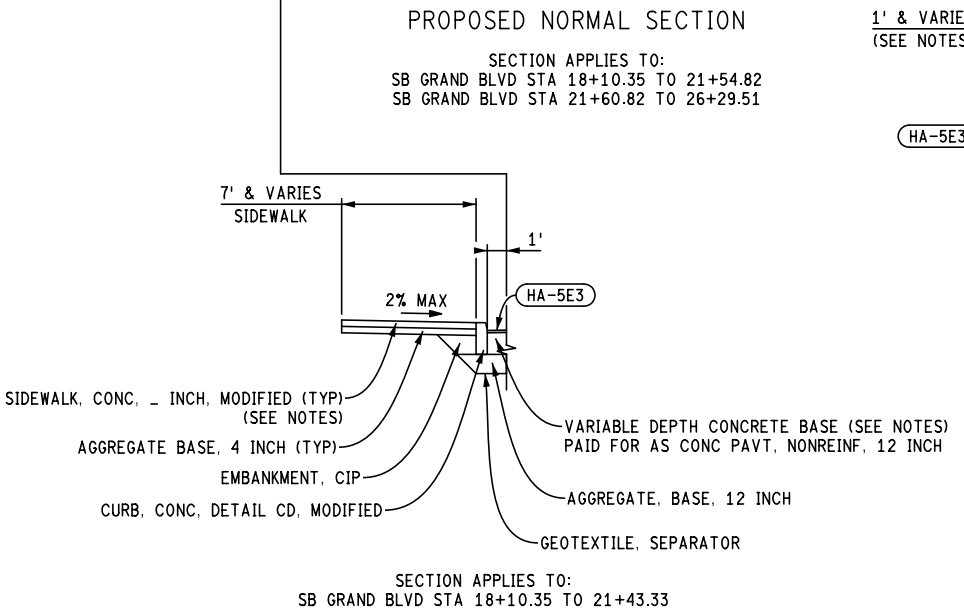 PROPOSED NORMAL SECTION
SECTION APPLIES TO:
SB GRAND BLVD STA 18+10.35 TO 21+54.82
SB GRAND BLVD STA 21+60.82 TO 26+29.51
1' & VARIE
(SEE NOTES
HA-5E3
7' & VARIES
SIDEWALK
1'
HA-5E3
2% MAX
SIDEWALK, CONC, _ INCH, MODIFIED (TYP)
(SEE NOTES)
AGGREGATE BASE, 4 INCH (TYP)
EMBANKMENT, CIP
CURB, CONC, DETAIL CD, MODIFIED
VARIABLE DEPTH CONCRETE BASE (SEE NOTES)
PAID FOR AS CONC PAVT, NONREINF, 12 INCH
AGGREGATE, BASE, 12 INCH
GEOTEXTILE, SEPARATOR
SECTION APPLIES TO:
SB GRAND BLVD STA 18+10.35 TO 21+43.33